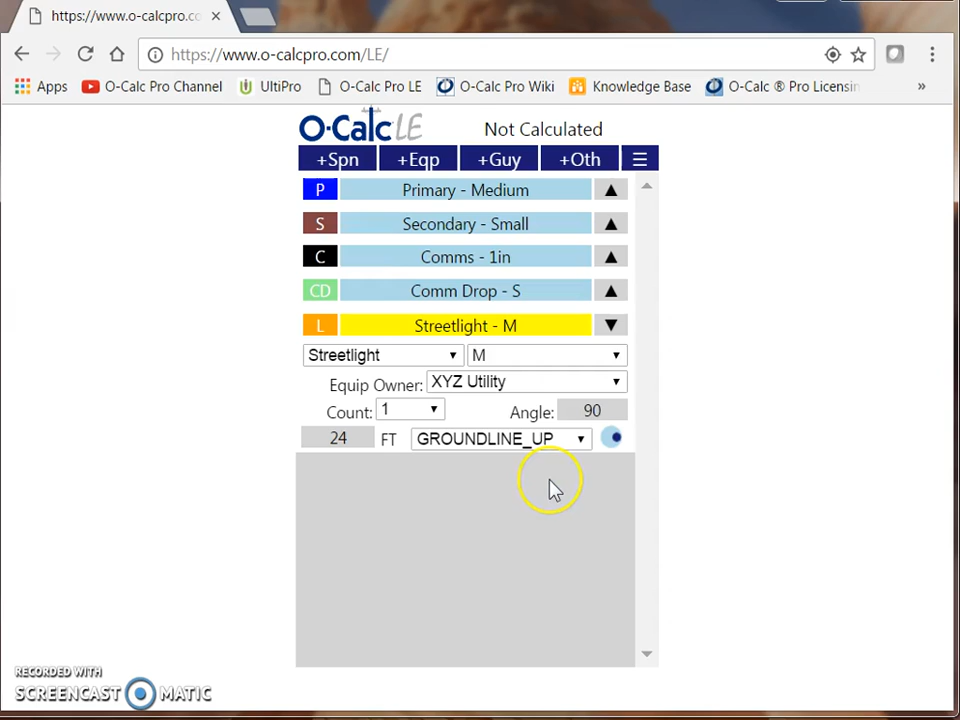 https://www.o-calcpro.cc
https://www.o-calcpro.com/LE/
Apps O-Calc Pro Channel UltiPro O-Calc Pro LE O-Calc Pro Wiki Knowledge Base O-Calc ® Pro Licensin »
O-Calc LE Not Calculated
+Spn +Eqp +Guy +Oth ☰
P Primary - Medium ▲
S Secondary - Small ▲
C Comms - 1in ▲
CD Comm Drop - S ▲
L Streetlight - M ▼
Streetlight M
Equip Owner: XYZ Utility
Count: 1 Angle: 90
24 FT GROUNDLINE_UP
RECORDED WITH
SCREENCAST MATIC